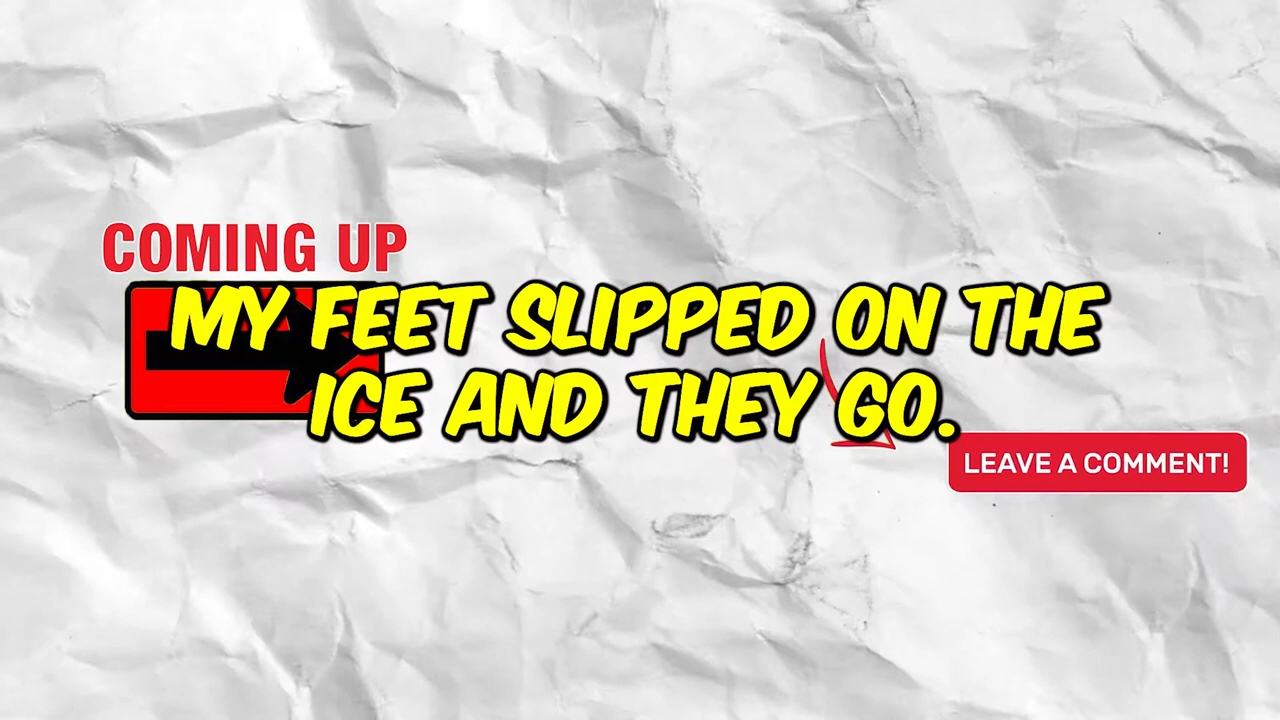 COMING UP
MY FEET SLIPPED ON THE
ICE AND THEY GO.
LEAVE A COMMENT!